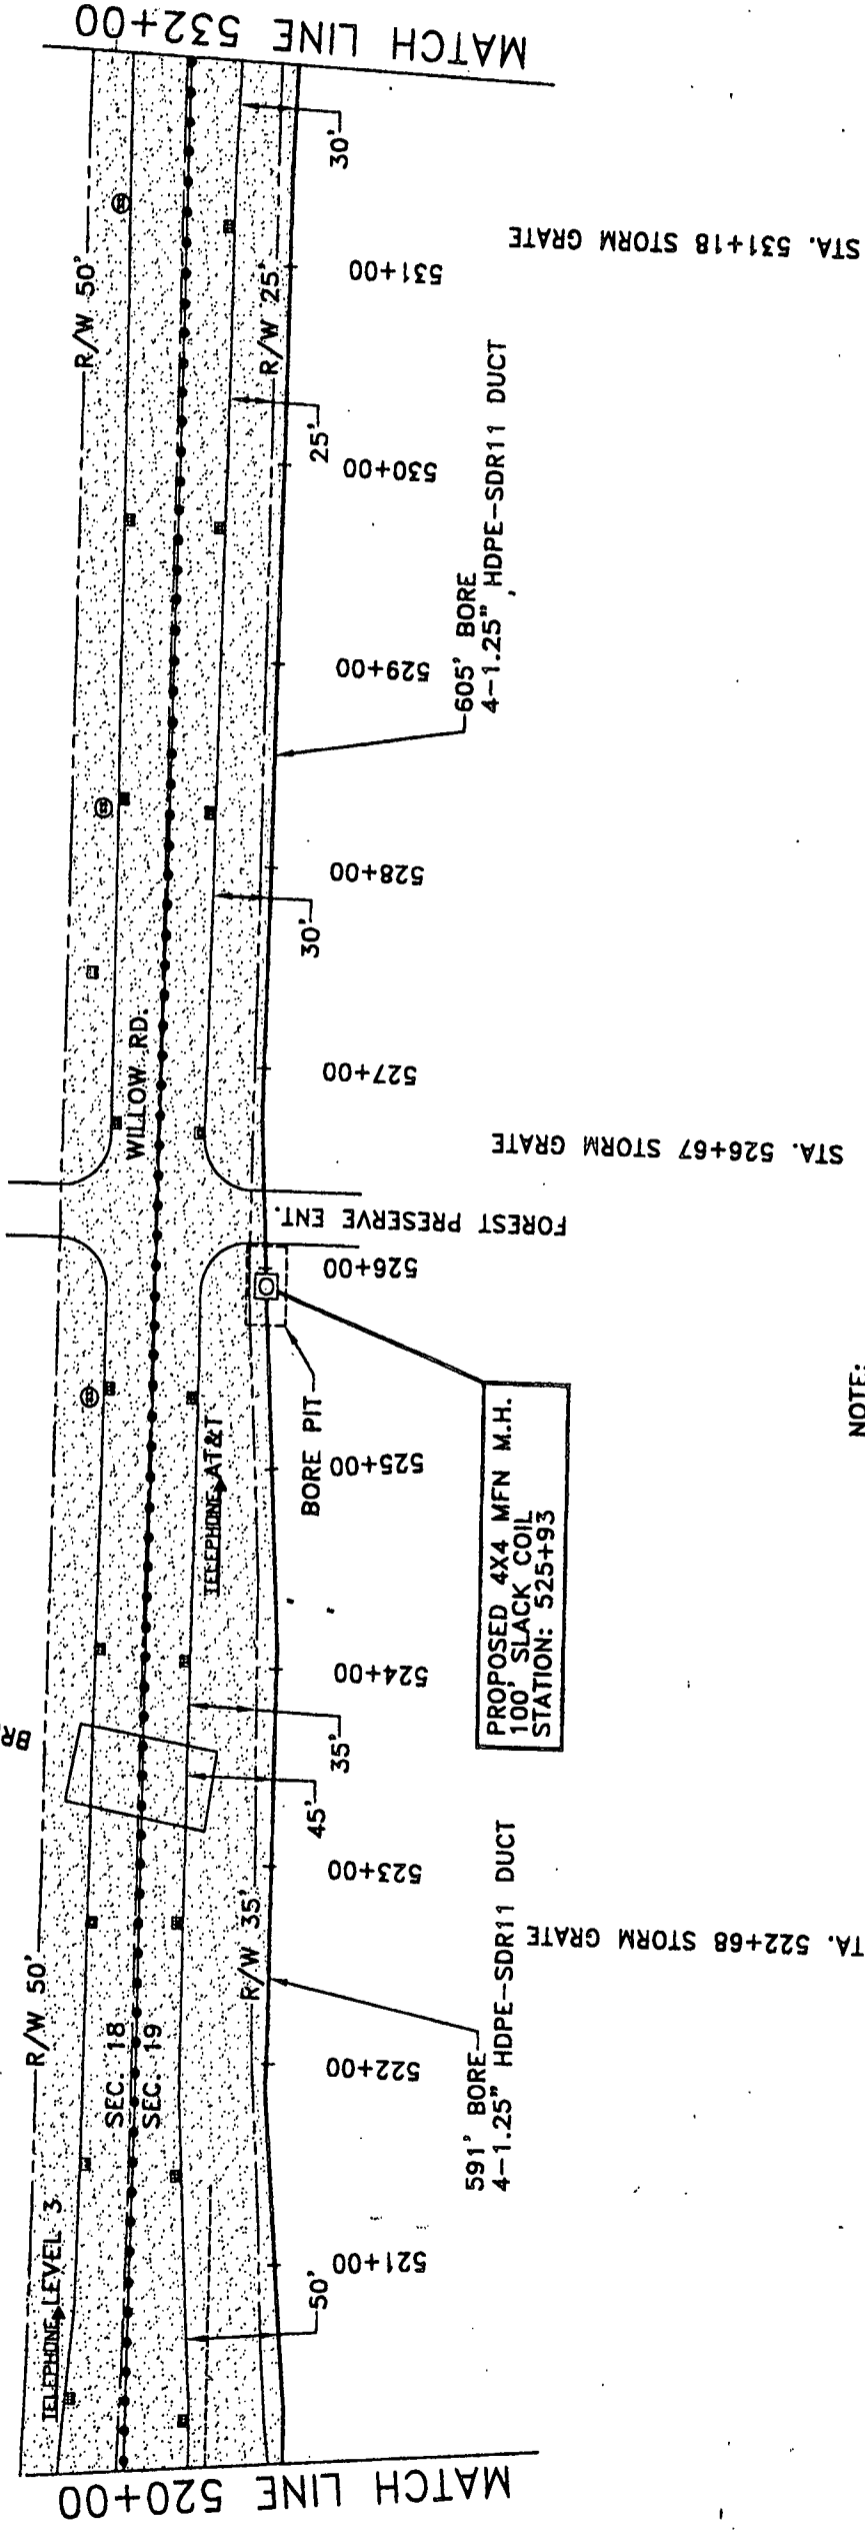 MATCH LINE 532+00
R/W 50'
30'
STA. 531+18 STORM GRATE
531+00
R/W 25'
25'
530+00
605' BORE
4-1.25" HDPE-SDR11 DUCT
529+00
528+00
30'
WILLOW RD.
527+00
STA. 526+67 STORM GRATE
FOREST PRESERVE ENT.
526+00
BORE PIT
NOTE:
PROPOSED 4X4 MFN M.H.
100' SLACK COIL
STATION: 525+93
525+00
TELEPHONE AT&T
524+00
BR
35'
45'
523+00
R/W 35'
TA. 522+68 STORM GRATE
591' BORE
4-1.25" HDPE-SDR11 DUCT
R/W 50'
SEC. 18
SEC. 19
522+00
TELEPHONE LEVEL 3
521+00
50'
MATCH LINE 520+00